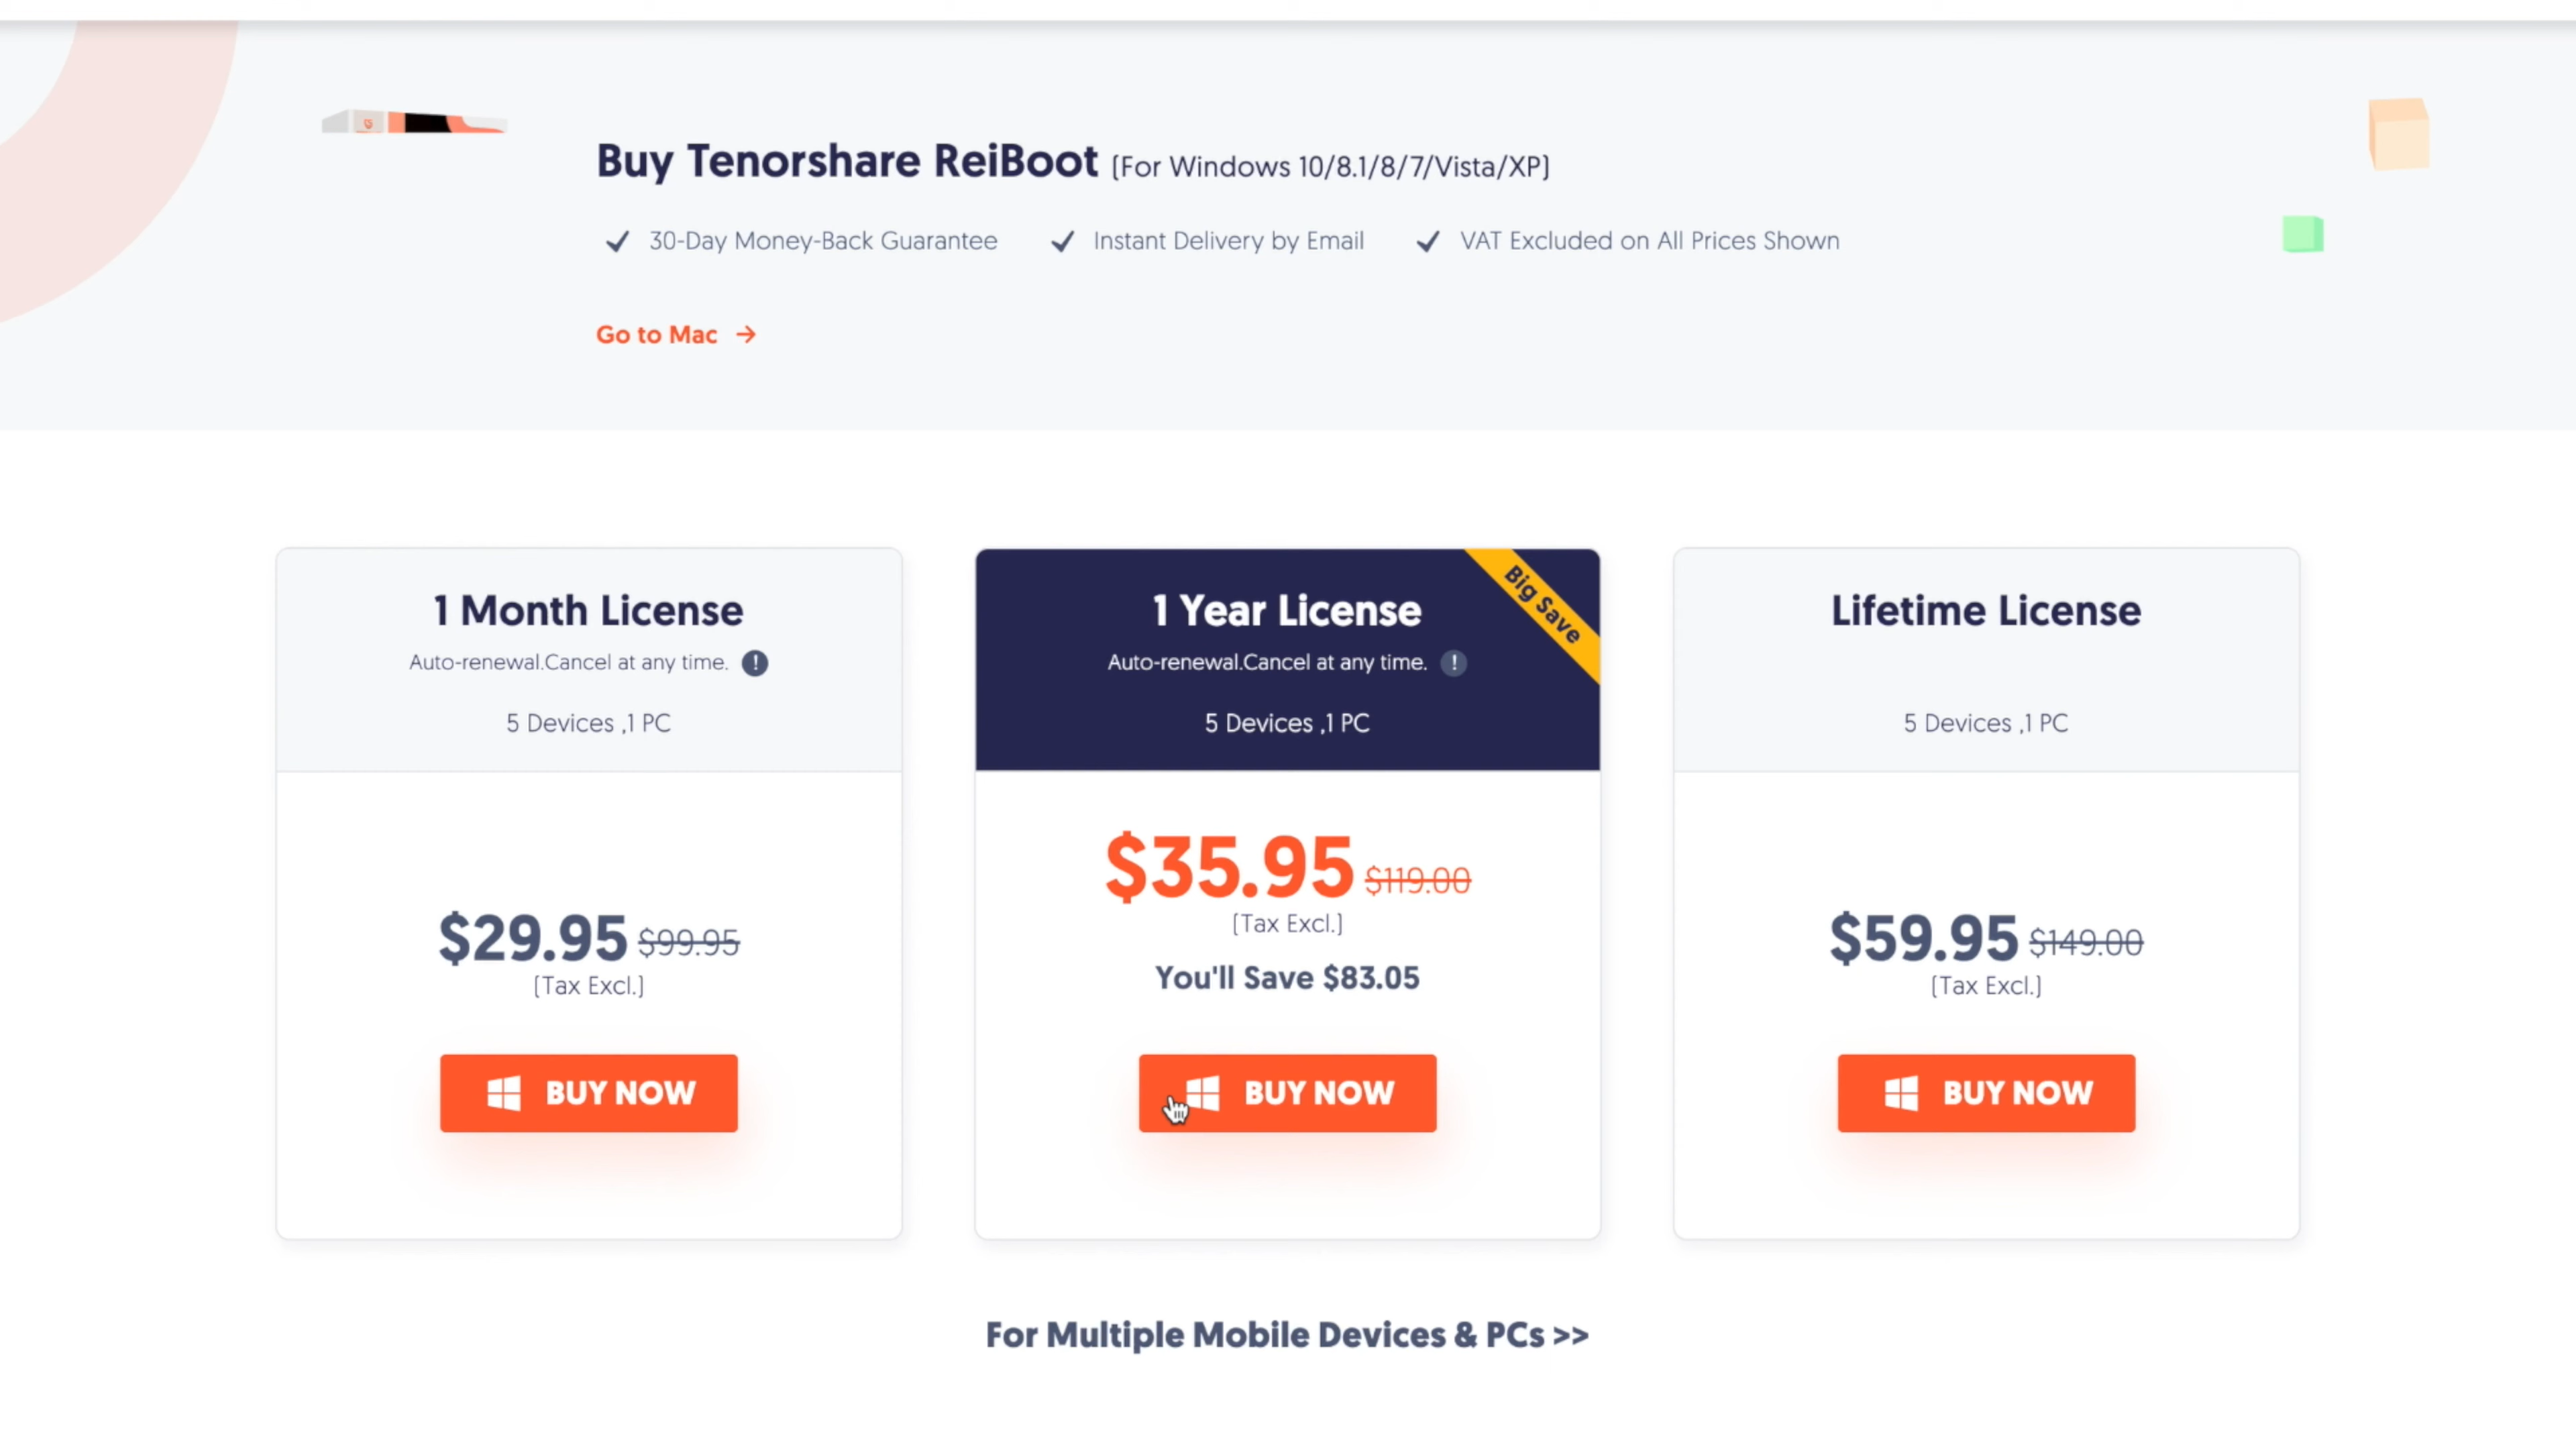 Buy Tenorshare ReiBoot (For Windows 10/8.1/8/7/Vista/XP)
30-Day Money-Back Guarantee Instant Delivery by Email VAT Excluded on All Prices Shown
Go to Mac →
1 Month License
Auto-renewal.Cancel at any time. !
5 Devices ,1 PC
$29.95 $99.95
(Tax Excl.)
BUY NOW
Big Save
1 Year License
Auto-renewal.Cancel at any time. !
5 Devices ,1 PC
$35.95 $119.00
(Tax Excl.)
You'll Save $83.05
BUY NOW
Lifetime License
5 Devices ,1 PC
$59.95 $149.00
(Tax Excl.)
BUY NOW
For Multiple Mobile Devices & PCs >>